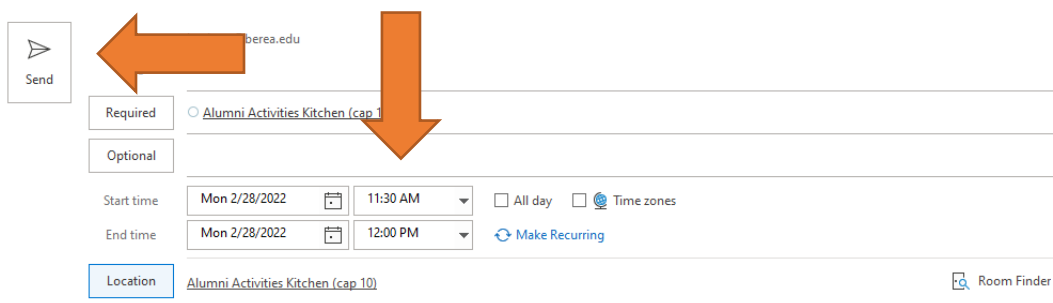 berea.edu
Send
Required Alumni Activities Kitchen (cap 1
Optional
Start time Mon 2/28/2022 11:30 AM All day Time zones
End time Mon 2/28/2022 12:00 PM Make Recurring
Location Alumni Activities Kitchen (cap 10) Room Finder